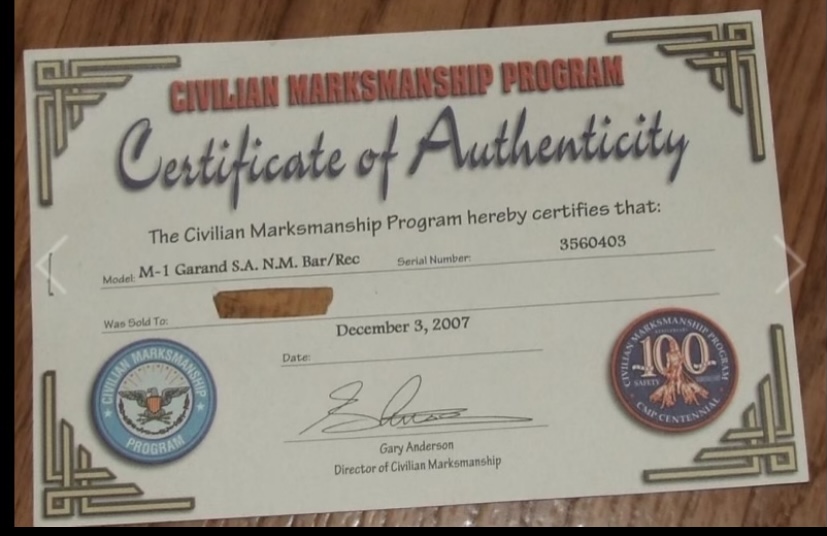 CIVILIAN MARKSMANSHIP PROGRAM
Certificate of Authenticity
The Civilian Marksmanship Program hereby certifies that:
Model: M-1 Garand S.A. N.M. Bar/Rec Serial Number: 3560403
Was Sold To:
Date: December 3, 2007
Gary Anderson
Director of Civilian Marksmanship
CIVILIAN MARKSMANSHIP
PROGRAM
CIVILIAN MARKSMANSHIP PROGRAM
100
SAFETY
CMP CENTENNIAL